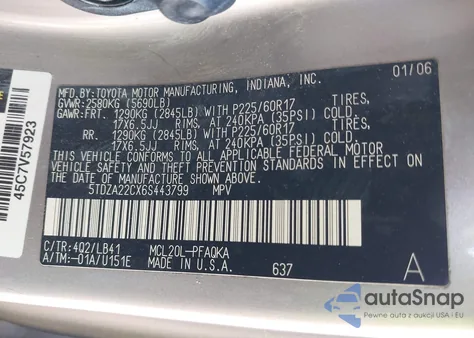 MFD.BY:TOYOTA MOTOR MANUFACTURING, INDIANA, INC. 01/06
GVWR:2580KG (5690LB)
GAWR:FRT. 1290KG (2845LB) WITH P225/60R17 TIRES,
17X6.5JJ RIMS, AT 240KPA (35PSI) COLD.
RR. 1290KG (2845LB) WITH P225/60R17 TIRES,
17X6.5JJ RIMS, AT 240KPA (35PSI) COLD.
THIS VEHICLE CONFORMS TO ALL APPLICABLE FEDERAL MOTOR
VEHICLE SAFETY STANDARDS IN EFFECT ON THE DATE OF
MANUFACTURE SHOWN ABOVE.
5TDZA22CX6S443799 MPV
C/TR:4Q2/LB41 MCL20L-PFAQKA
A/TM:-01A/U151E MADE IN U.S.A. 637 A
45C7V57923
autoSnap
Pewne auta z aukcji USA i EU